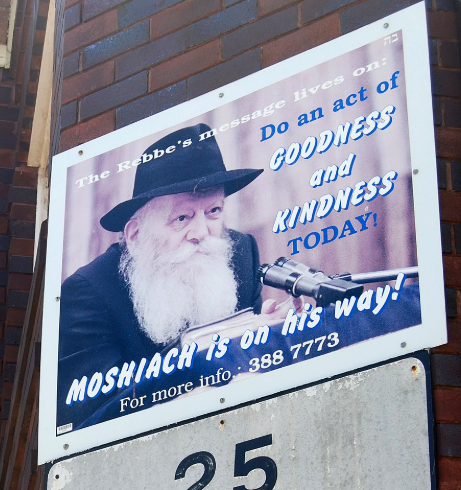 ב"ה
The Rebbe's message lives on:
Do an act of
GOODNESS
and
KINDNESS
TODAY!
MOSHIACH is on his way!
For more info.: 388 7773
25